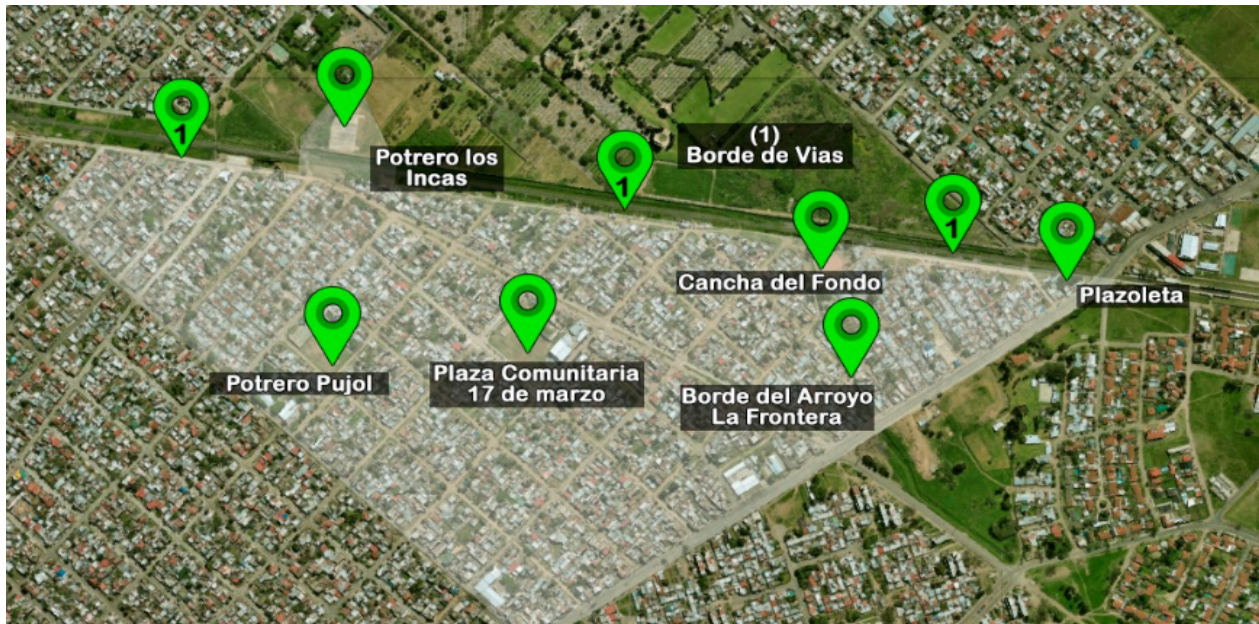 1
Potrero los
Incas
1
(1)
Borde de Vias
1
Cancha del Fondo
Plazoleta
Potrero Pujol
Plaza Comunitaria
17 de marzo
Borde del Arroyo
La Frontera